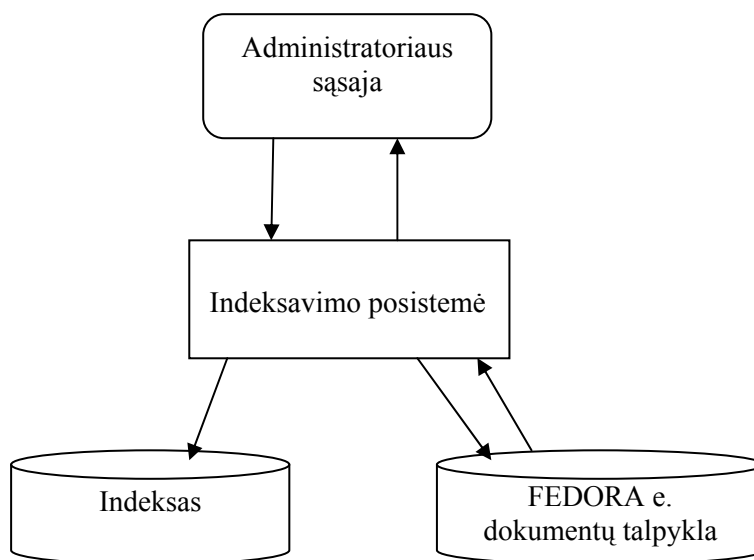 Administratoriaus
sąsaja
Indeksavimo posistemė
Indeksas
FEDORA e.
dokumentų talpykla